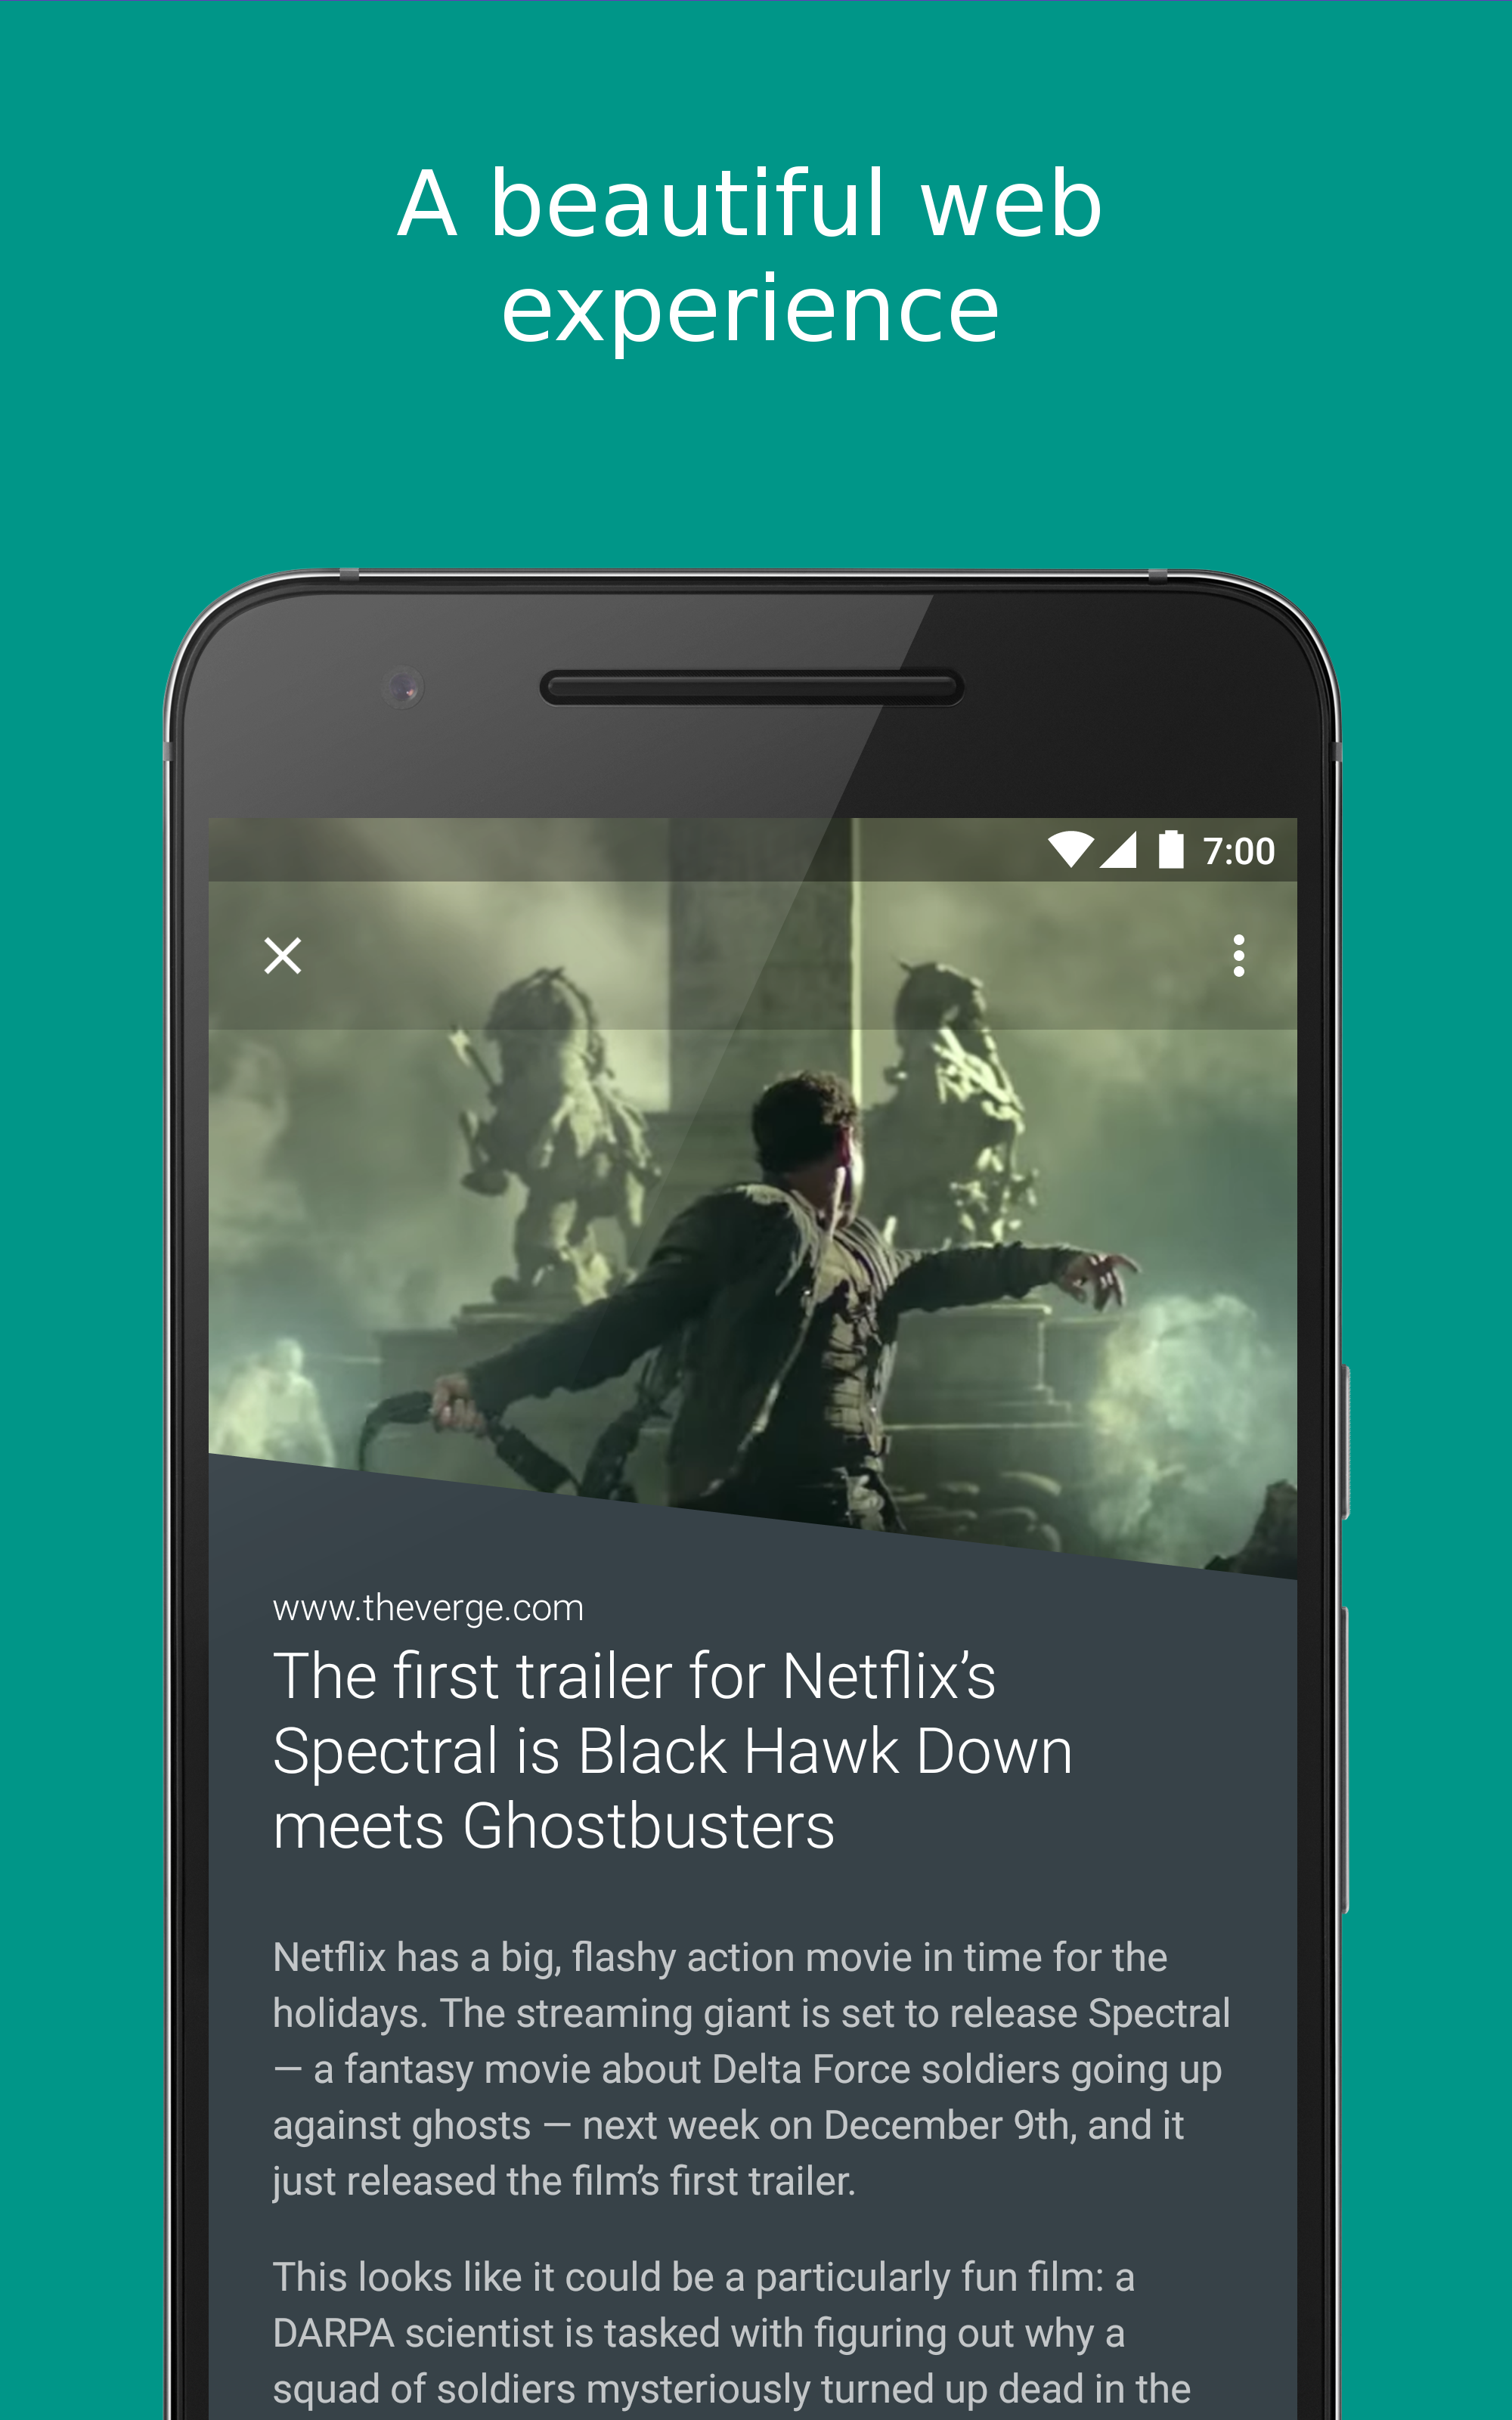 A beautiful web
experience
7:00
www.theverge.com
The first trailer for Netflix’s
Spectral is Black Hawk Down
meets Ghostbusters
Netflix has a big, flashy action movie in time for the
holidays. The streaming giant is set to release Spectral
— a fantasy movie about Delta Force soldiers going up
against ghosts — next week on December 9th, and it
just released the film’s first trailer.
This looks like it could be a particularly fun film: a
DARPA scientist is tasked with figuring out why a
squad of soldiers mysteriously turned up dead in the